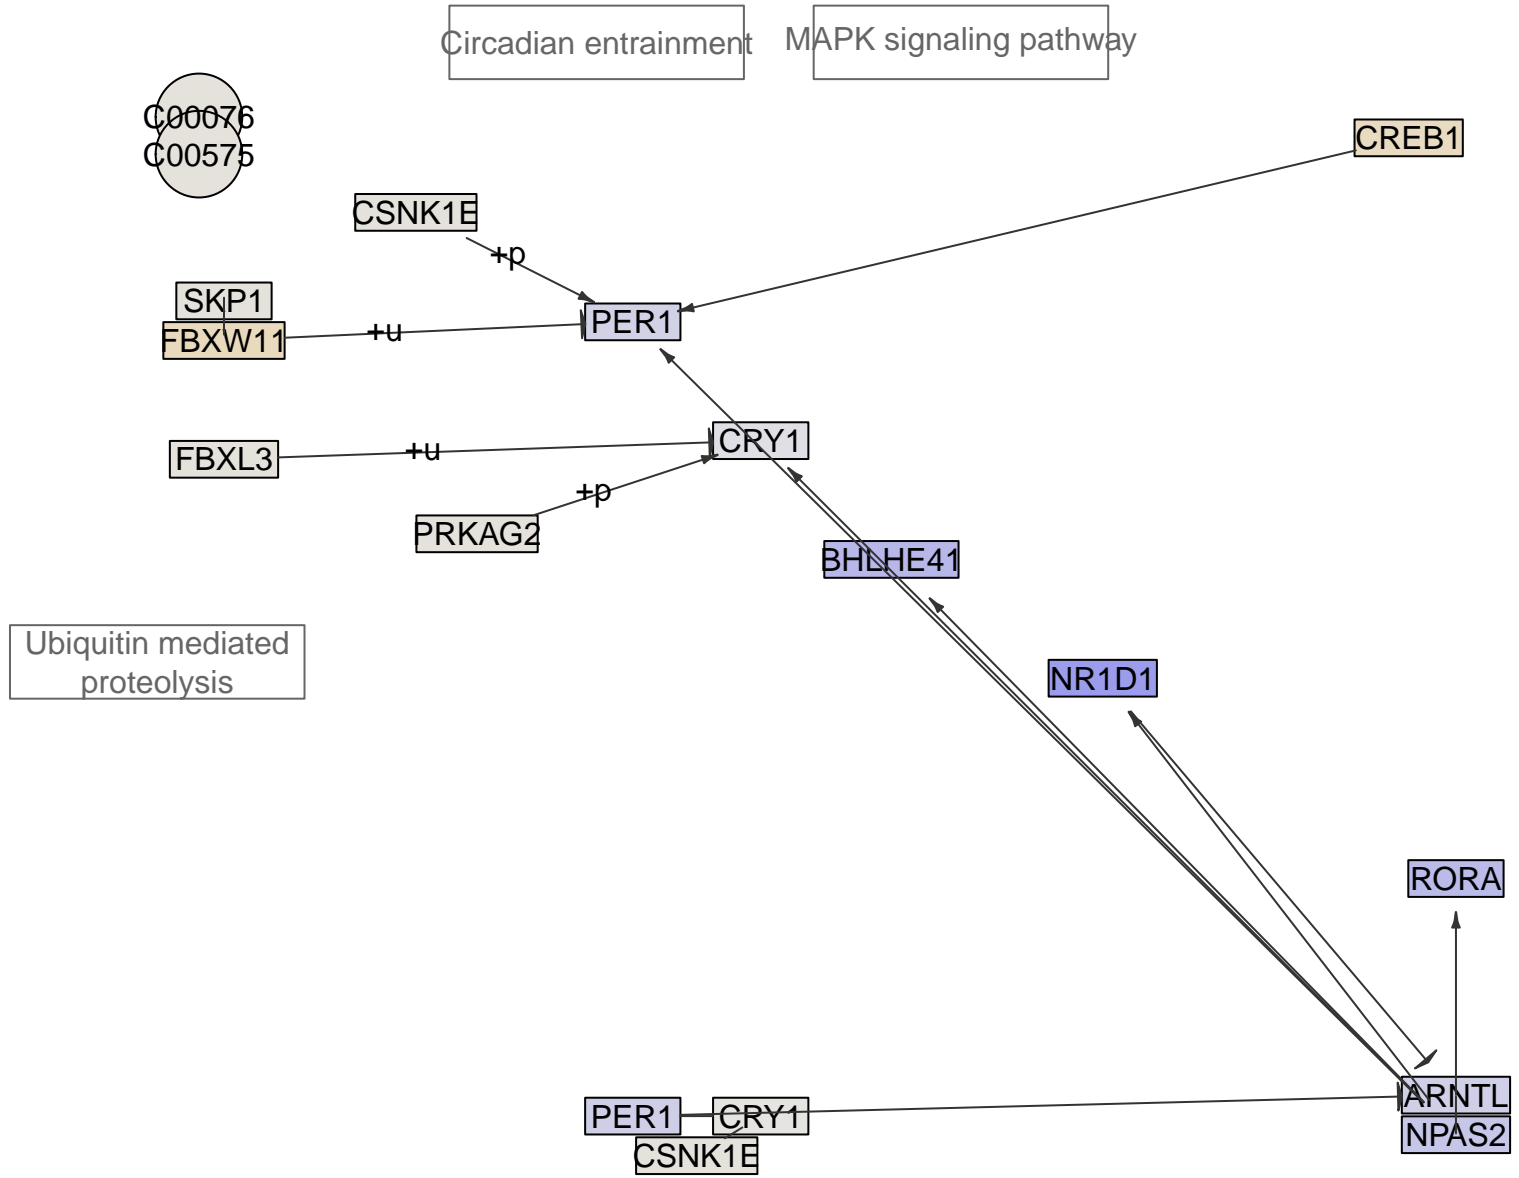 Circadian entrainment
MAPK signaling pathway
C00076
C00575
CREB1
CSNK1E
+p
SKP1
FBXW11
+u
PER1
FBXL3
+u
CRY1
PRKAG2
+p
BHLHE41
Ubiquitin mediated
proteolysis
NR1D1
RORA
PER1
CRY1
CSNK1E
ARNTL
NPAS2